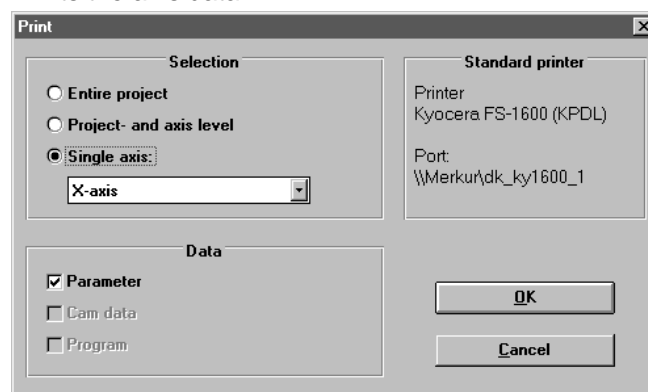 Print
Selection
Entire project
Project- and axis level
Single axis:
X-axis
Standard printer
Printer
Kyocera FS-1600 (KPDL)
Port:
\\Merkur\dk_ky1600_1
Data
Parameter
Cam data
Program
OK
Cancel